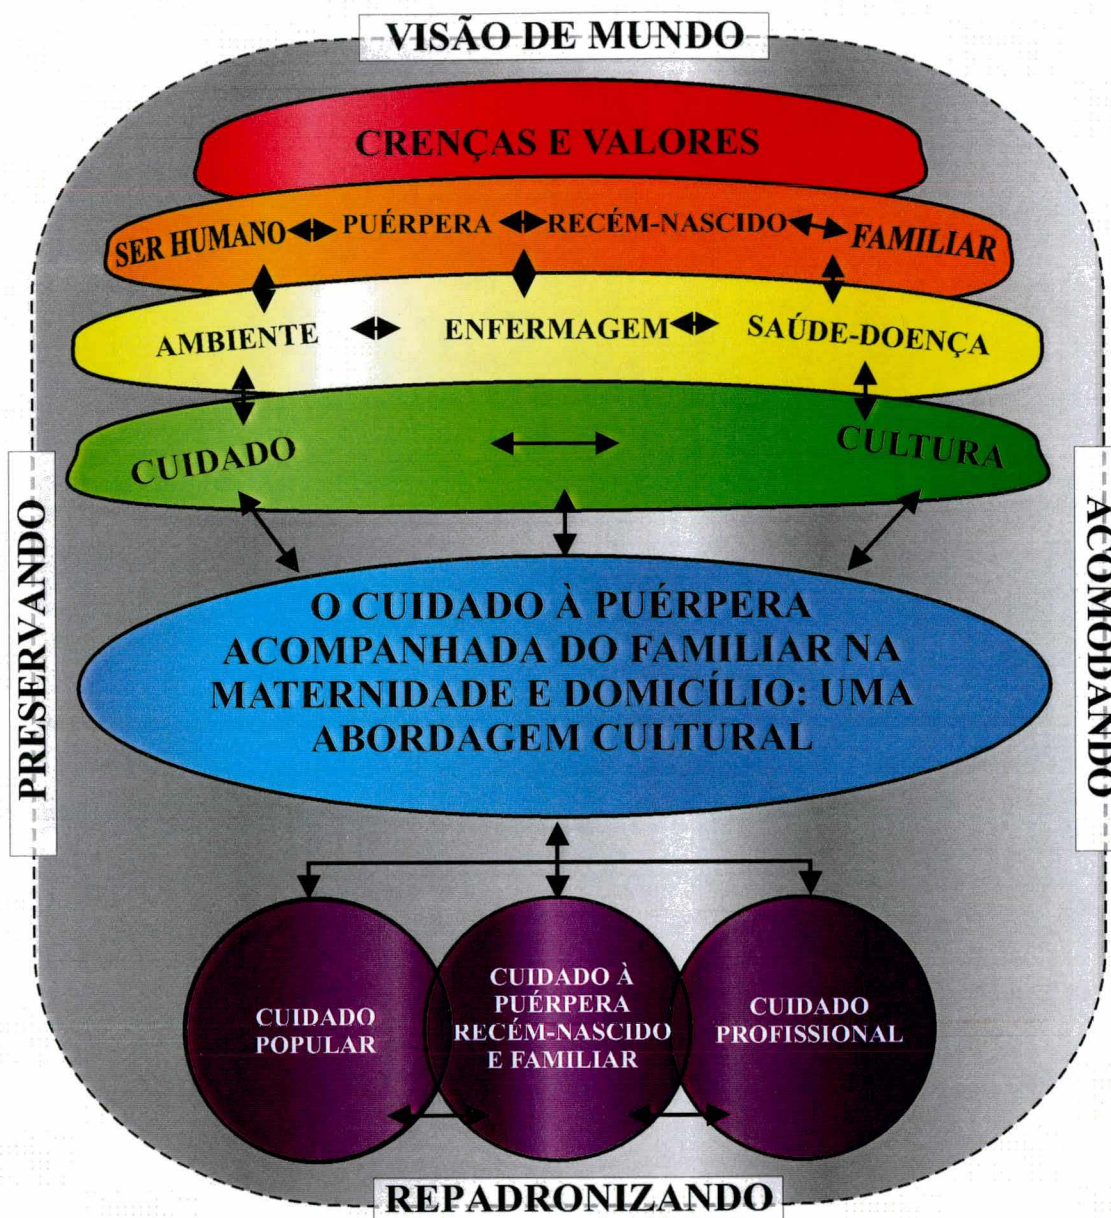 VISÃO DE MUNDO
CRENÇAS E VALORES
SER HUMANO PUÉRPERA RECÉM-NASCIDO FAMILIAR
AMBIENTE ENFERMAGEM SAÚDE-DOENÇA
CUIDADO CULTURA
PRESERVANDO
ACOMODANDO
O CUIDADO À PUÉRPERA
ACOMPANHADA DO FAMILIAR NA
MATERNIDADE E DOMICÍLIO: UMA
ABORDAGEM CULTURAL
CUIDADO
POPULAR
CUIDADO À
PUÉRPERA
RECÉM-NASCIDO
E FAMILIAR
CUIDADO
PROFISSIONAL
REPADRONIZANDO